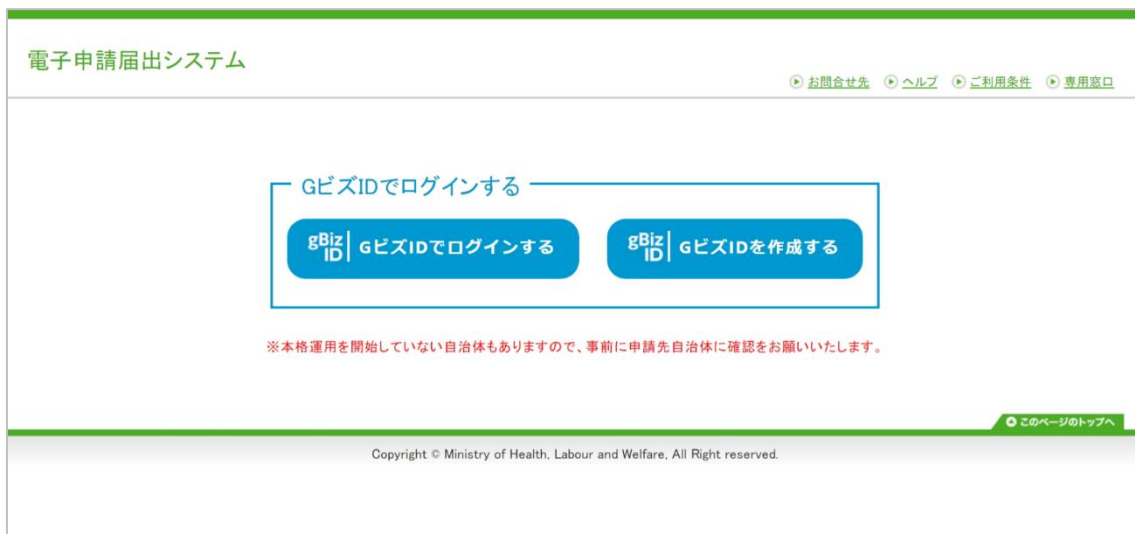 電子申請届出システム
お問合せ先 ヘルプ ご利用条件 専用窓口
GビズIDでログインする
gBiz ID GビズIDでログインする
gBiz ID GビズIDを作成する
※本格運用を開始していない自治体もありますので、事前に申請先自治体に確認をお願いいたします。
このページのトップへ
Copyright © Ministry of Health, Labour and Welfare, All Right reserved.